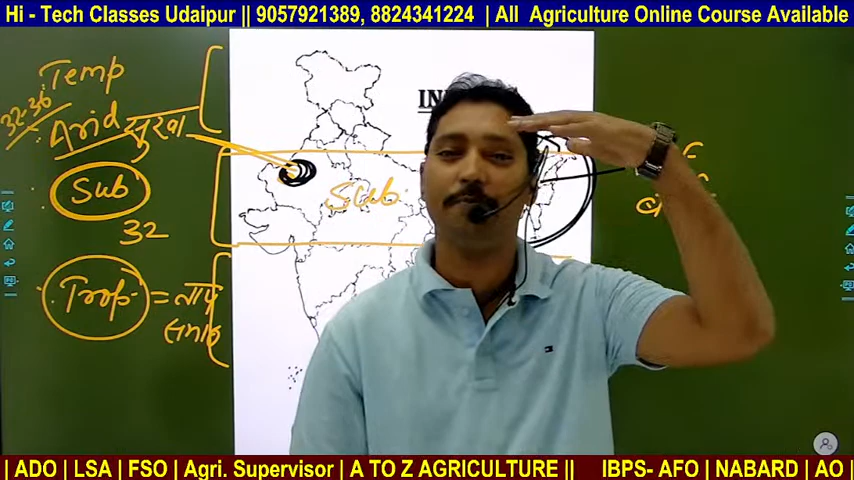 Hi - Tech Classes Udaipur || 9057921389, 8824341224 | All Agriculture Online Course Available
Temp
32-36
Arid सुखा
Sub
32
Sub
Trop = ताप
| ADO | LSA | FSO | Agri. Supervisor | A TO Z AGRICULTURE || IBPS- AFO | NABARD | AO |